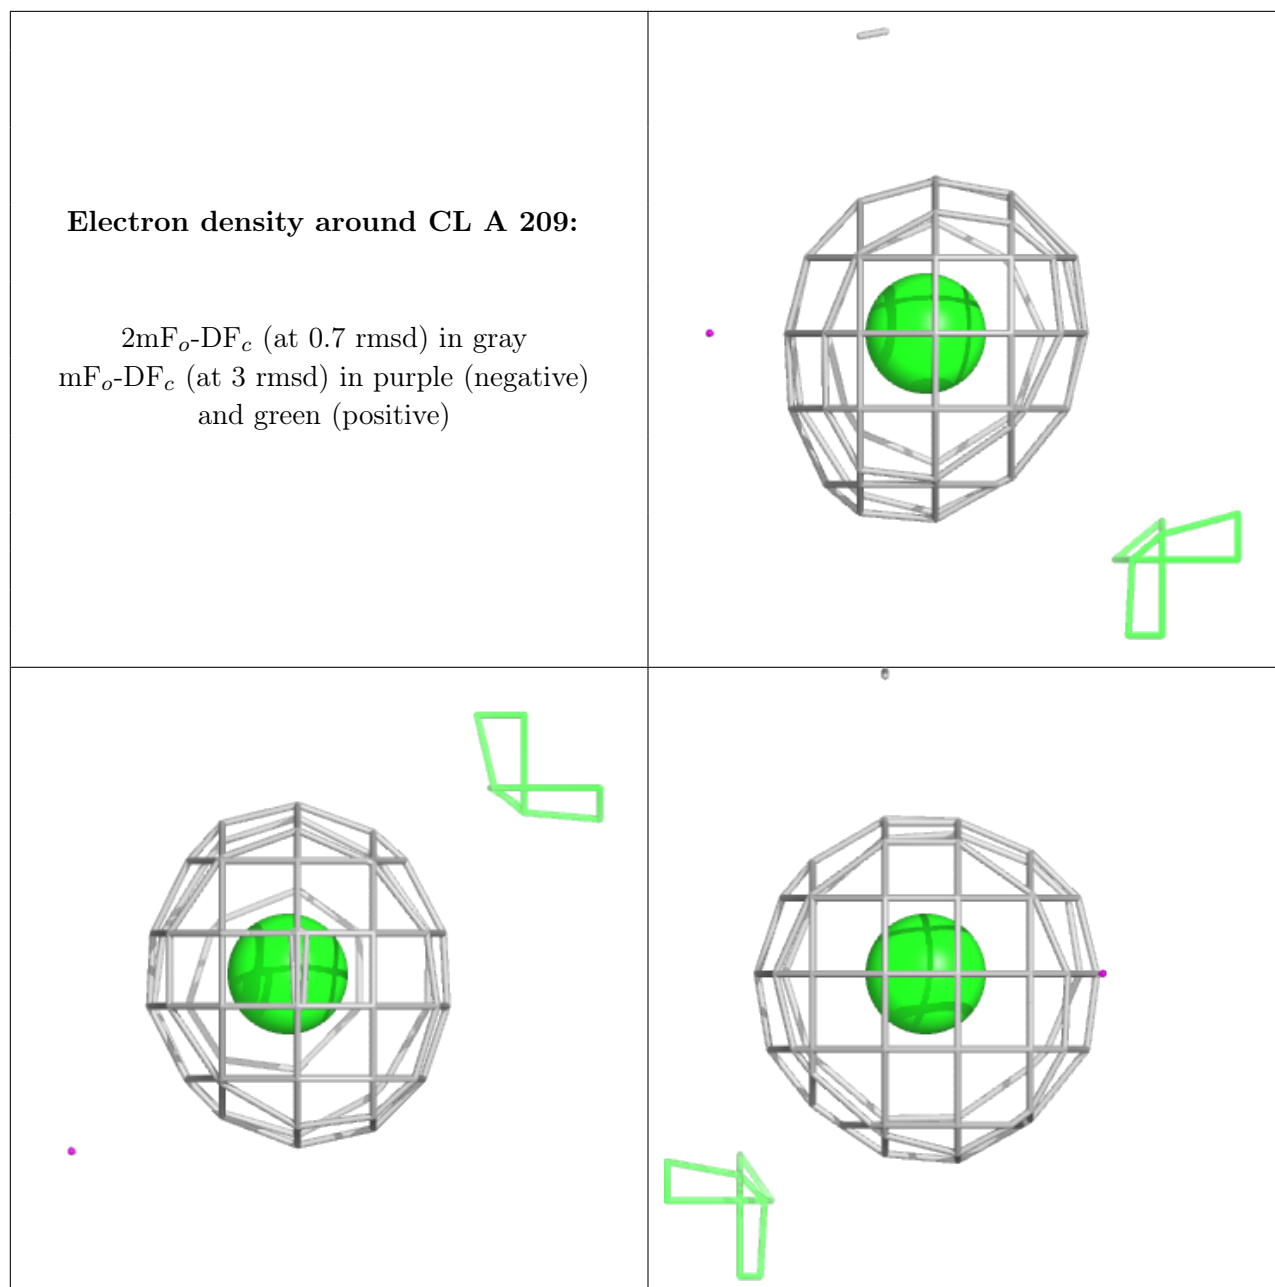 Electron density around CL A 209:
2mFo-DFc (at 0.7 rmsd) in gray
mFo-DFc (at 3 rmsd) in purple (negative)
and green (positive)